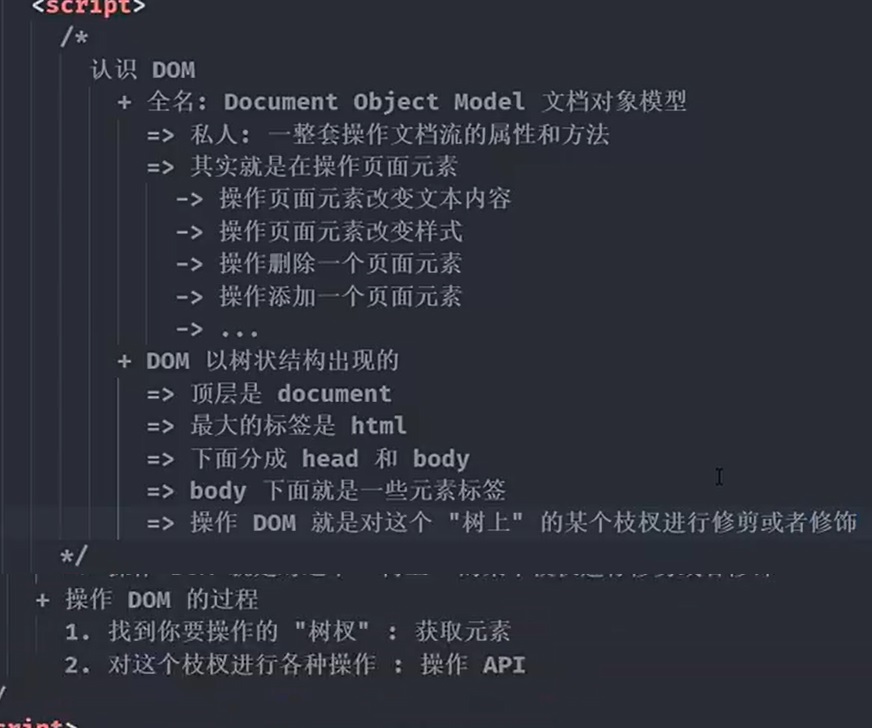 <script>
/*
认识 DOM
+ 全名: Document Object Model 文档对象模型
=> 私人: 一整套操作文档流的属性和方法
=> 其实就是在操作页面元素
-> 操作页面元素改变文本内容
-> 操作页面元素改变样式
-> 操作删除一个页面元素
-> 操作添加一个页面元素
-> ...
+ DOM 以树状结构出现的
=> 顶层是 document
=> 最大的标签是 html
=> 下面分成 head 和 body
=> body 下面就是一些元素标签
=> 操作 DOM 就是对这个 "树上" 的某个枝杈进行修剪或者修饰
*/
+ 操作 DOM 的过程
1. 找到你要操作的 "树杈" : 获取元素
2. 对这个枝杈进行各种操作 : 操作 API
/